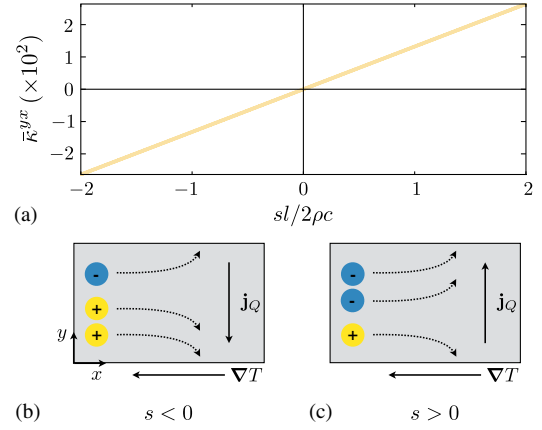 2
1
0
−1
−2
κ̄^{yx} (×10^2)
−2 −1 0 1 2
(a) sl/2ρc
- + + y x j_Q ∇T
- - + j_Q ∇T
(b) s < 0 (c) s > 0